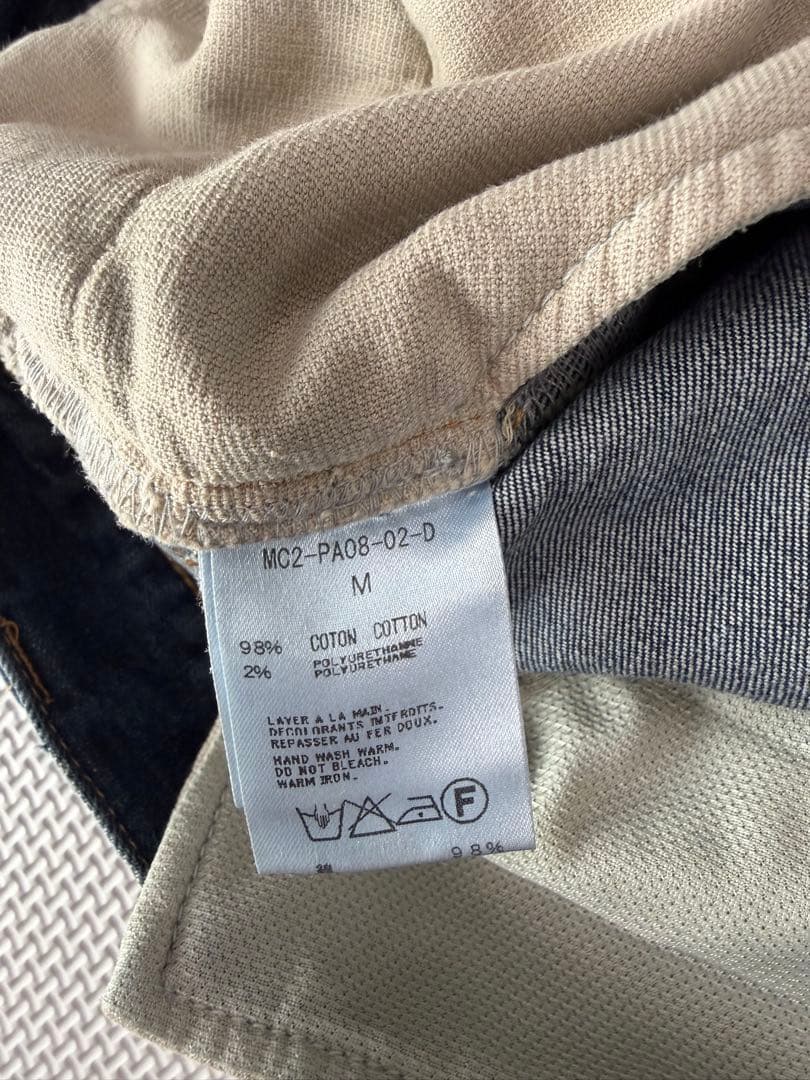 MC2-PA08-02-D
M
98% COTON COTTON
2% POLYURETHANNE
POLYURETHANE
LAVER A LA MAIN.
DECOLORANTS INTERDITS.
REPASSER AU FER DOUX.
HAND WASH WARM.
DO NOT BLEACH.
WARM IRON.
F
98%